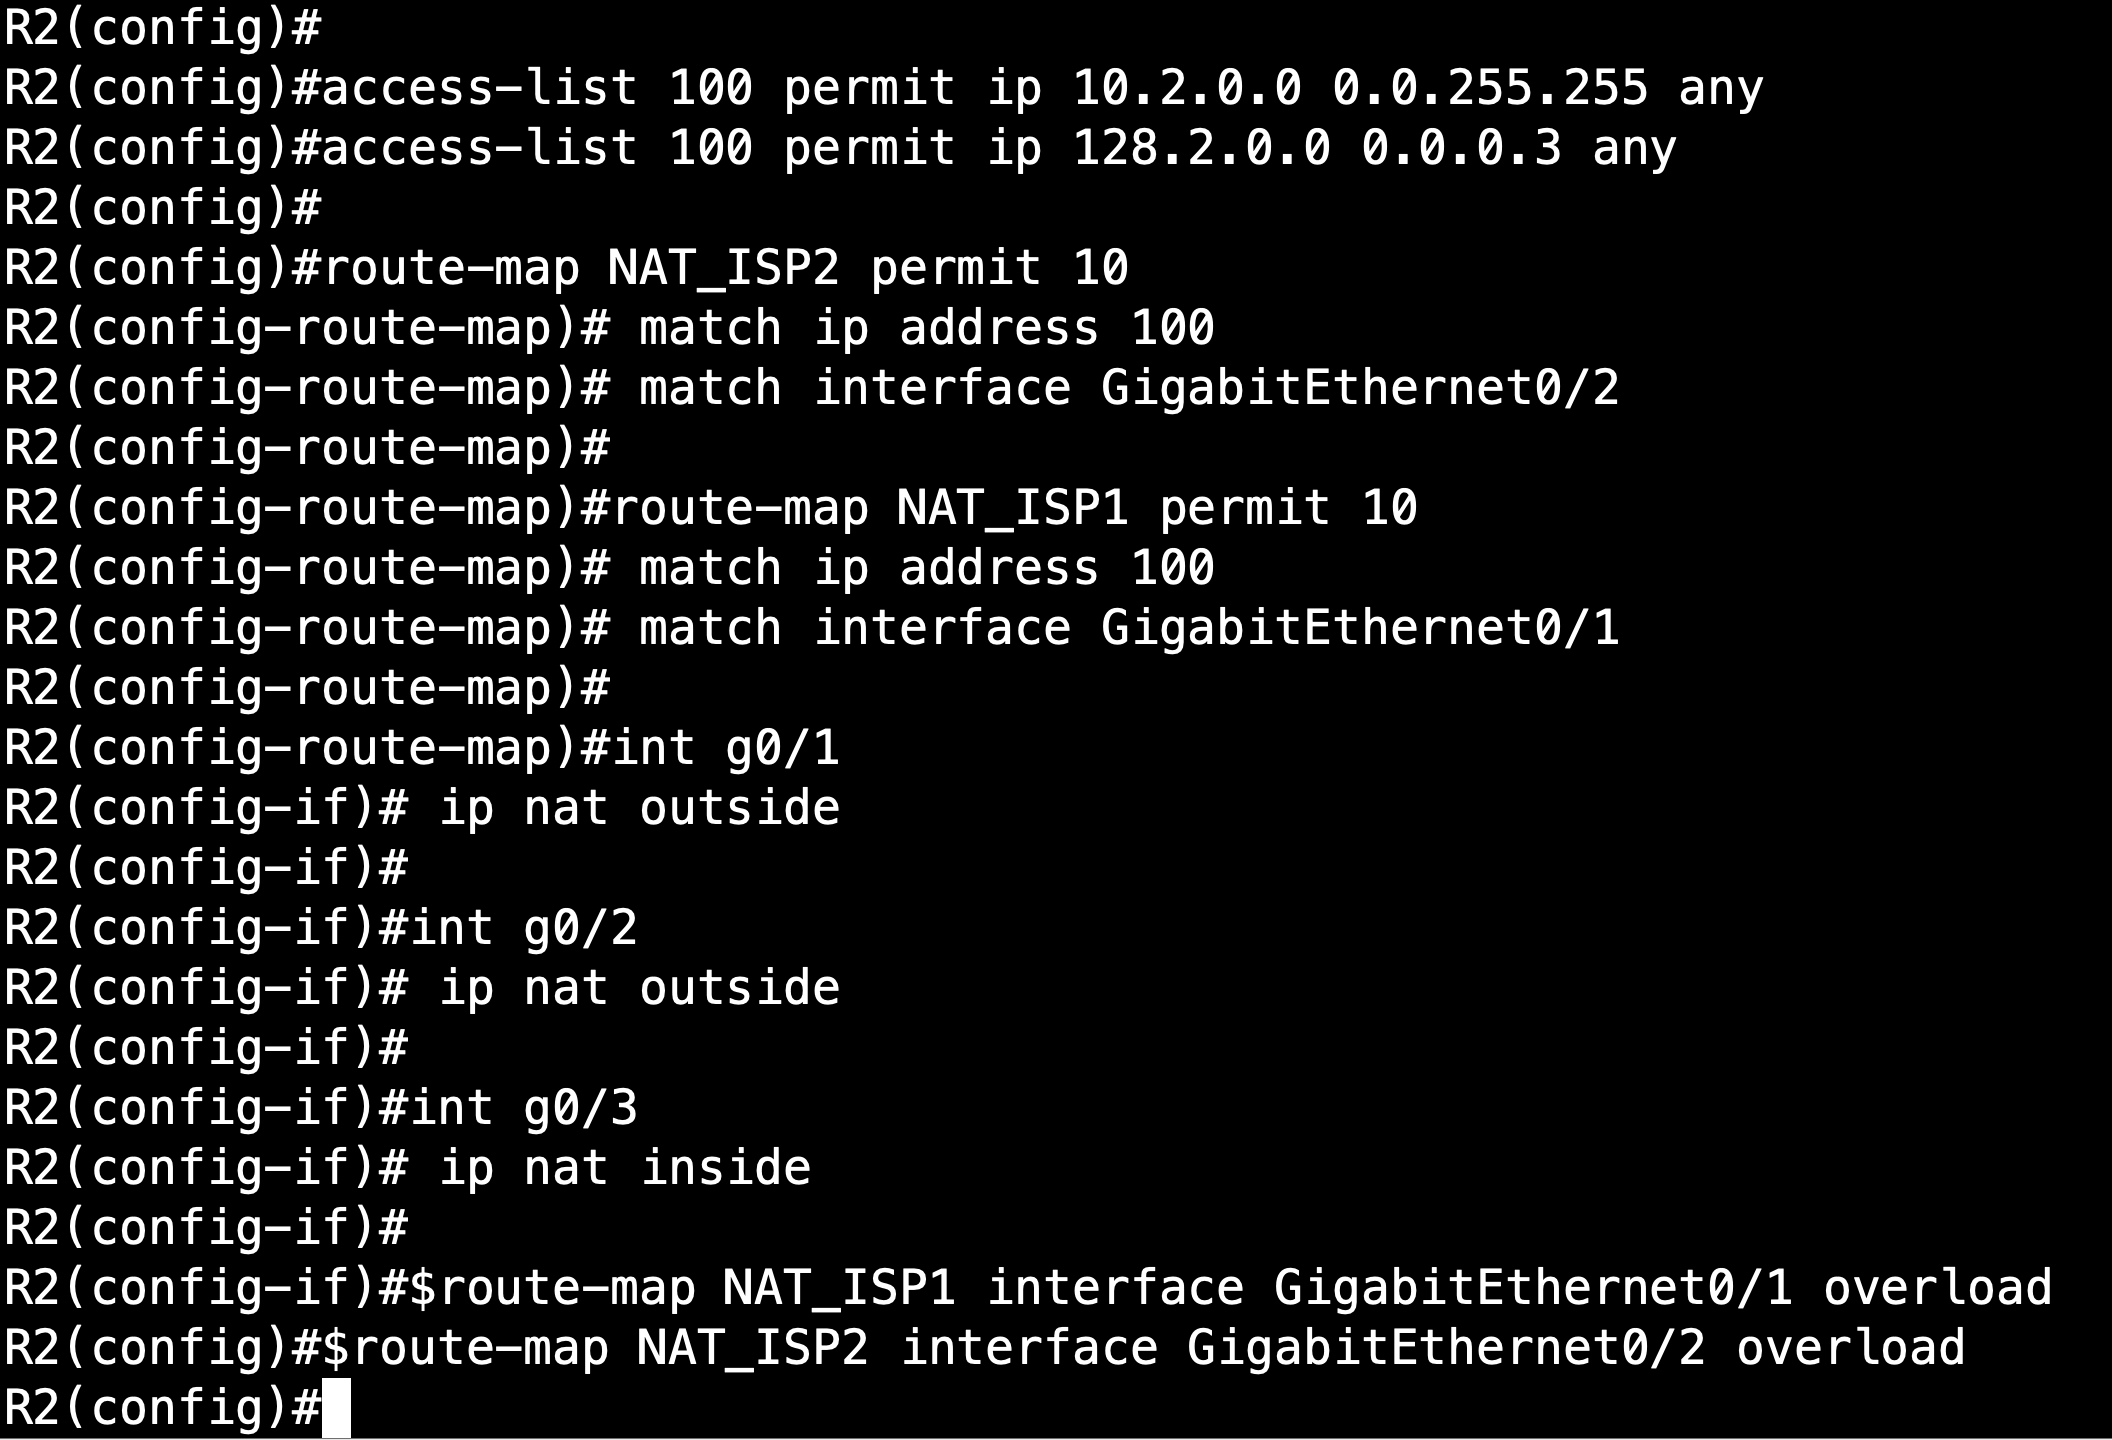 R2(config)#
R2(config)#access-list 100 permit ip 10.2.0.0 0.0.255.255 any
R2(config)#access-list 100 permit ip 128.2.0.0 0.0.0.3 any
R2(config)#
R2(config)#route-map NAT_ISP2 permit 10
R2(config-route-map)# match ip address 100
R2(config-route-map)# match interface GigabitEthernet0/2
R2(config-route-map)#
R2(config-route-map)#route-map NAT_ISP1 permit 10
R2(config-route-map)# match ip address 100
R2(config-route-map)# match interface GigabitEthernet0/1
R2(config-route-map)#
R2(config-route-map)#int g0/1
R2(config-if)# ip nat outside
R2(config-if)#
R2(config-if)#int g0/2
R2(config-if)# ip nat outside
R2(config-if)#
R2(config-if)#int g0/3
R2(config-if)# ip nat inside
R2(config-if)#
R2(config-if)#$route-map NAT_ISP1 interface GigabitEthernet0/1 overload
R2(config)#$route-map NAT_ISP2 interface GigabitEthernet0/2 overload
R2(config)#